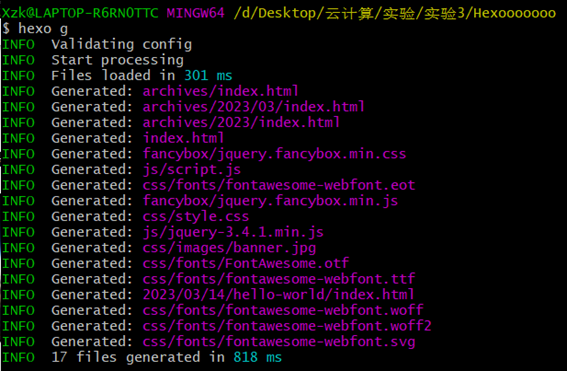 Xzk@LAPTOP-R6RN0TTC MINGW64 /d/Desktop/云计算/实验/实验3/Hexooooooo
$ hexo g
INFO  Validating config
INFO  Start processing
INFO  Files loaded in 301 ms
INFO  Generated: archives/index.html
INFO  Generated: archives/2023/03/index.html
INFO  Generated: archives/2023/index.html
INFO  Generated: index.html
INFO  Generated: fancybox/jquery.fancybox.min.css
INFO  Generated: js/script.js
INFO  Generated: css/fonts/fontawesome-webfont.eot
INFO  Generated: fancybox/jquery.fancybox.min.js
INFO  Generated: css/style.css
INFO  Generated: js/jquery-3.4.1.min.js
INFO  Generated: css/images/banner.jpg
INFO  Generated: css/fonts/FontAwesome.otf
INFO  Generated: css/fonts/fontawesome-webfont.ttf
INFO  Generated: 2023/03/14/hello-world/index.html
INFO  Generated: css/fonts/fontawesome-webfont.woff
INFO  Generated: css/fonts/fontawesome-webfont.woff2
INFO  Generated: css/fonts/fontawesome-webfont.svg
INFO  17 files generated in 818 ms